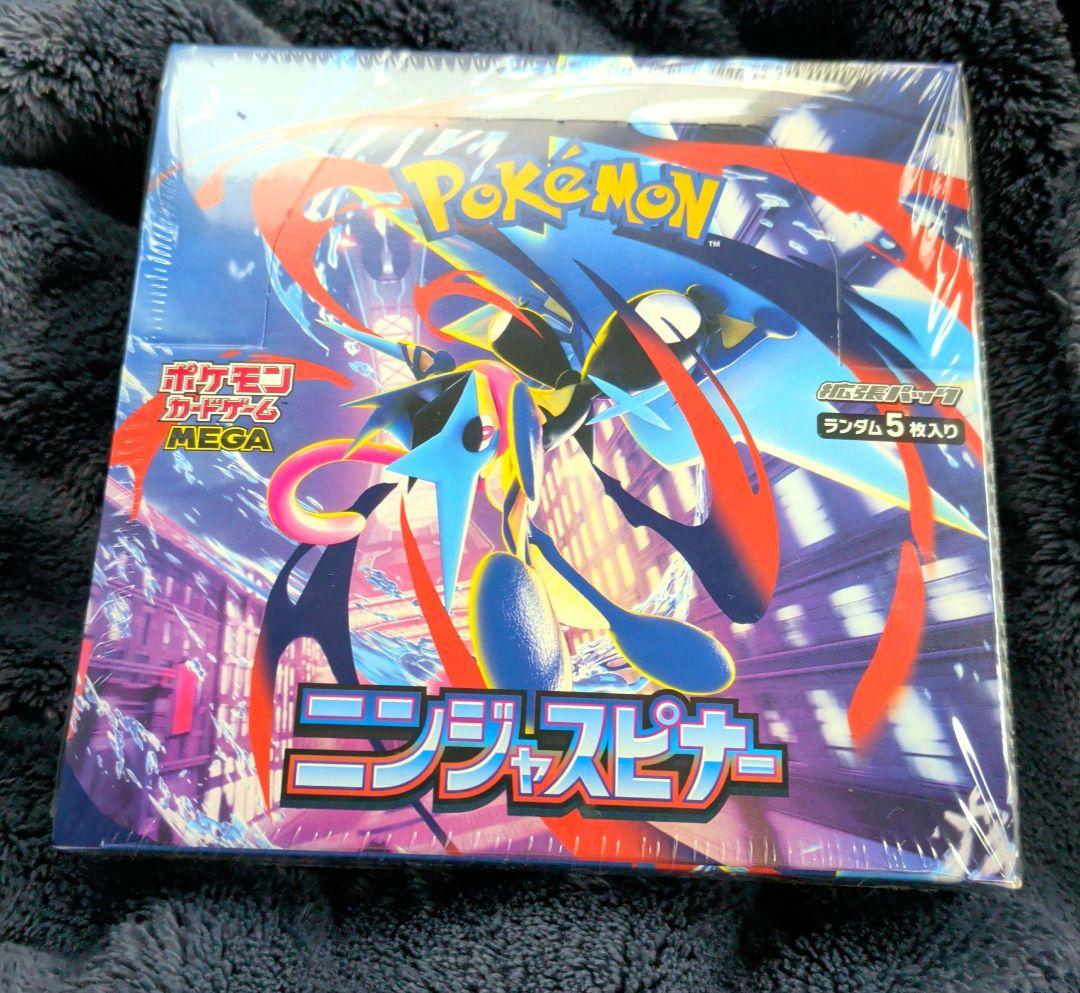 POKéMON
TM
ポケモン
カードゲーム
MEGA
拡張パック
ランダム5枚入り
ニンジャスピナー